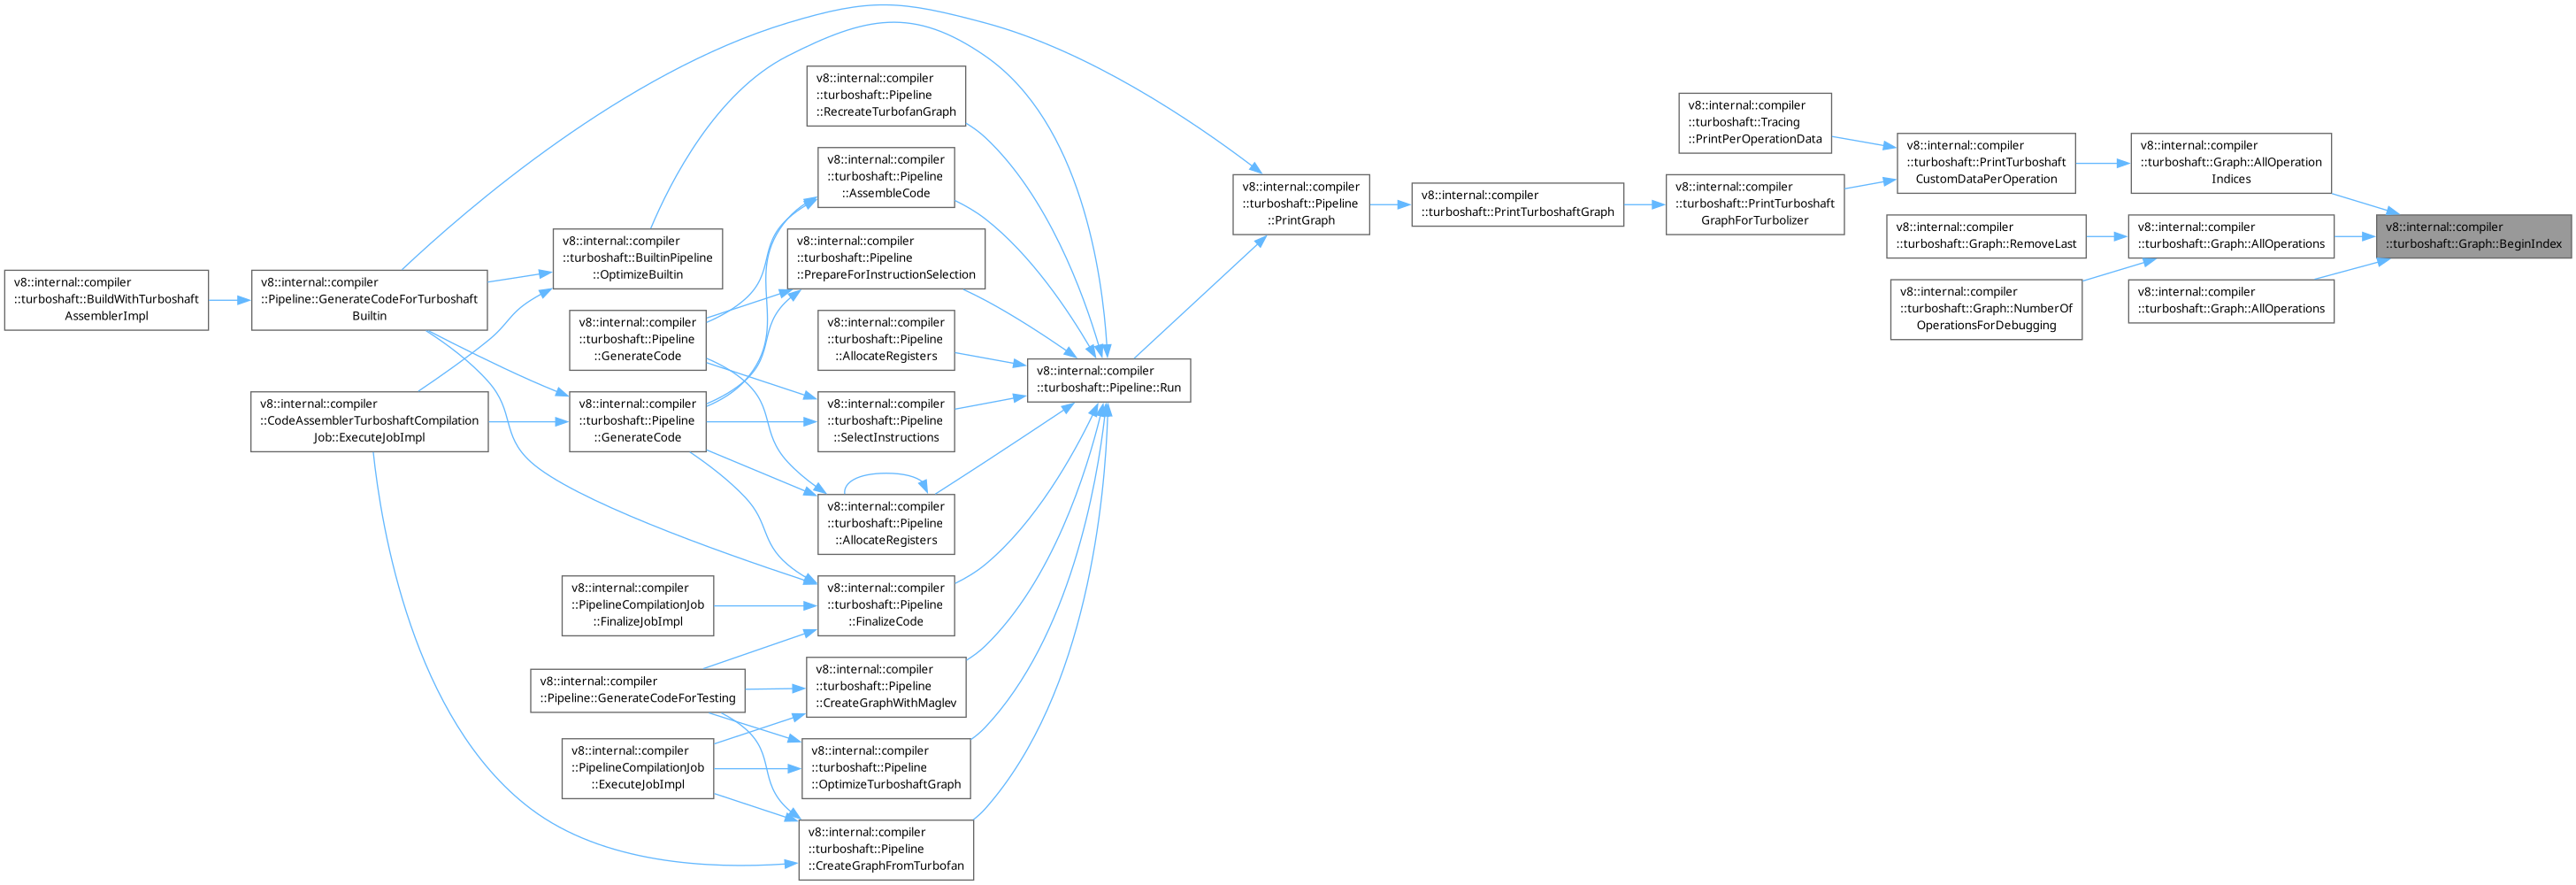 v8::internal::compiler
::turboshaft::BuildWithTurboshaft
AssemblerImpl
v8::internal::compiler
::Pipeline::GenerateCodeForTurboshaft
Builtin
v8::internal::compiler
::CodeAssemblerTurboshaftCompilation
Job::ExecuteJobImpl
v8::internal::compiler
::turboshaft::BuiltinPipeline
::OptimizeBuiltin
v8::internal::compiler
::turboshaft::Pipeline
::GenerateCode
v8::internal::compiler
::turboshaft::Pipeline
::GenerateCode
v8::internal::compiler
::PipelineCompilationJob
::FinalizeJobImpl
v8::internal::compiler
::Pipeline::GenerateCodeForTesting
v8::internal::compiler
::PipelineCompilationJob
::ExecuteJobImpl
v8::internal::compiler
::turboshaft::Pipeline
::RecreateTurbofanGraph
v8::internal::compiler
::turboshaft::Pipeline
::AssembleCode
v8::internal::compiler
::turboshaft::Pipeline
::PrepareForInstructionSelection
v8::internal::compiler
::turboshaft::Pipeline
::AllocateRegisters
v8::internal::compiler
::turboshaft::Pipeline
::SelectInstructions
v8::internal::compiler
::turboshaft::Pipeline
::AllocateRegisters
v8::internal::compiler
::turboshaft::Pipeline
::FinalizeCode
v8::internal::compiler
::turboshaft::Pipeline
::CreateGraphWithMaglev
v8::internal::compiler
::turboshaft::Pipeline
::OptimizeTurboshaftGraph
v8::internal::compiler
::turboshaft::Pipeline
::CreateGraphFromTurbofan
v8::internal::compiler
::turboshaft::Pipeline::Run
v8::internal::compiler
::turboshaft::Pipeline
::PrintGraph
v8::internal::compiler
::turboshaft::PrintTurboshaftGraph
v8::internal::compiler
::turboshaft::Tracing
::PrintPerOperationData
v8::internal::compiler
::turboshaft::PrintTurboshaft
GraphForTurbolizer
v8::internal::compiler
::turboshaft::PrintTurboshaft
CustomDataPerOperation
v8::internal::compiler
::turboshaft::Graph::RemoveLast
v8::internal::compiler
::turboshaft::Graph::NumberOf
OperationsForDebugging
v8::internal::compiler
::turboshaft::Graph::AllOperation
Indices
v8::internal::compiler
::turboshaft::Graph::AllOperations
v8::internal::compiler
::turboshaft::Graph::AllOperations
v8::internal::compiler
::turboshaft::Graph::BeginIndex